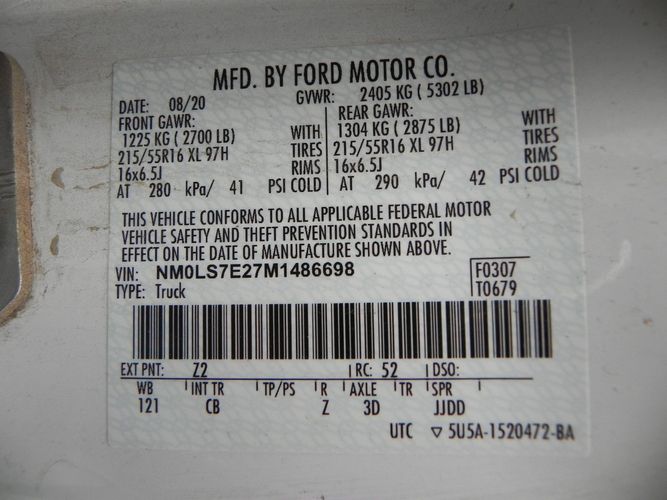 MFD. BY FORD MOTOR CO.
DATE: 08/20 GVWR: 2405 KG ( 5302 LB)
FRONT GAWR: REAR GAWR:
1225 KG ( 2700 LB) WITH 1304 KG ( 2875 LB) WITH
215/55R16 XL 97H TIRES 215/55R16 XL 97H TIRES
16x6.5J RIMS 16x6.5J RIMS
AT 280 kPa/ 41 PSI COLD AT 290 kPa/ 42 PSI COLD
THIS VEHICLE CONFORMS TO ALL APPLICABLE FEDERAL MOTOR
VEHICLE SAFETY AND THEFT PREVENTION STANDARDS IN
EFFECT ON THE DATE OF MANUFACTURE SHOWN ABOVE.
VIN: NM0LS7E27M1486698 F0307
TYPE: Truck T0679
EXT PNT: Z2 RC: 52 DSO:
WB INT TR TP/PS R AXLE TR SPR
121 CB Z 3D JJDD
UTC ▽ 5U5A-1520472-BA